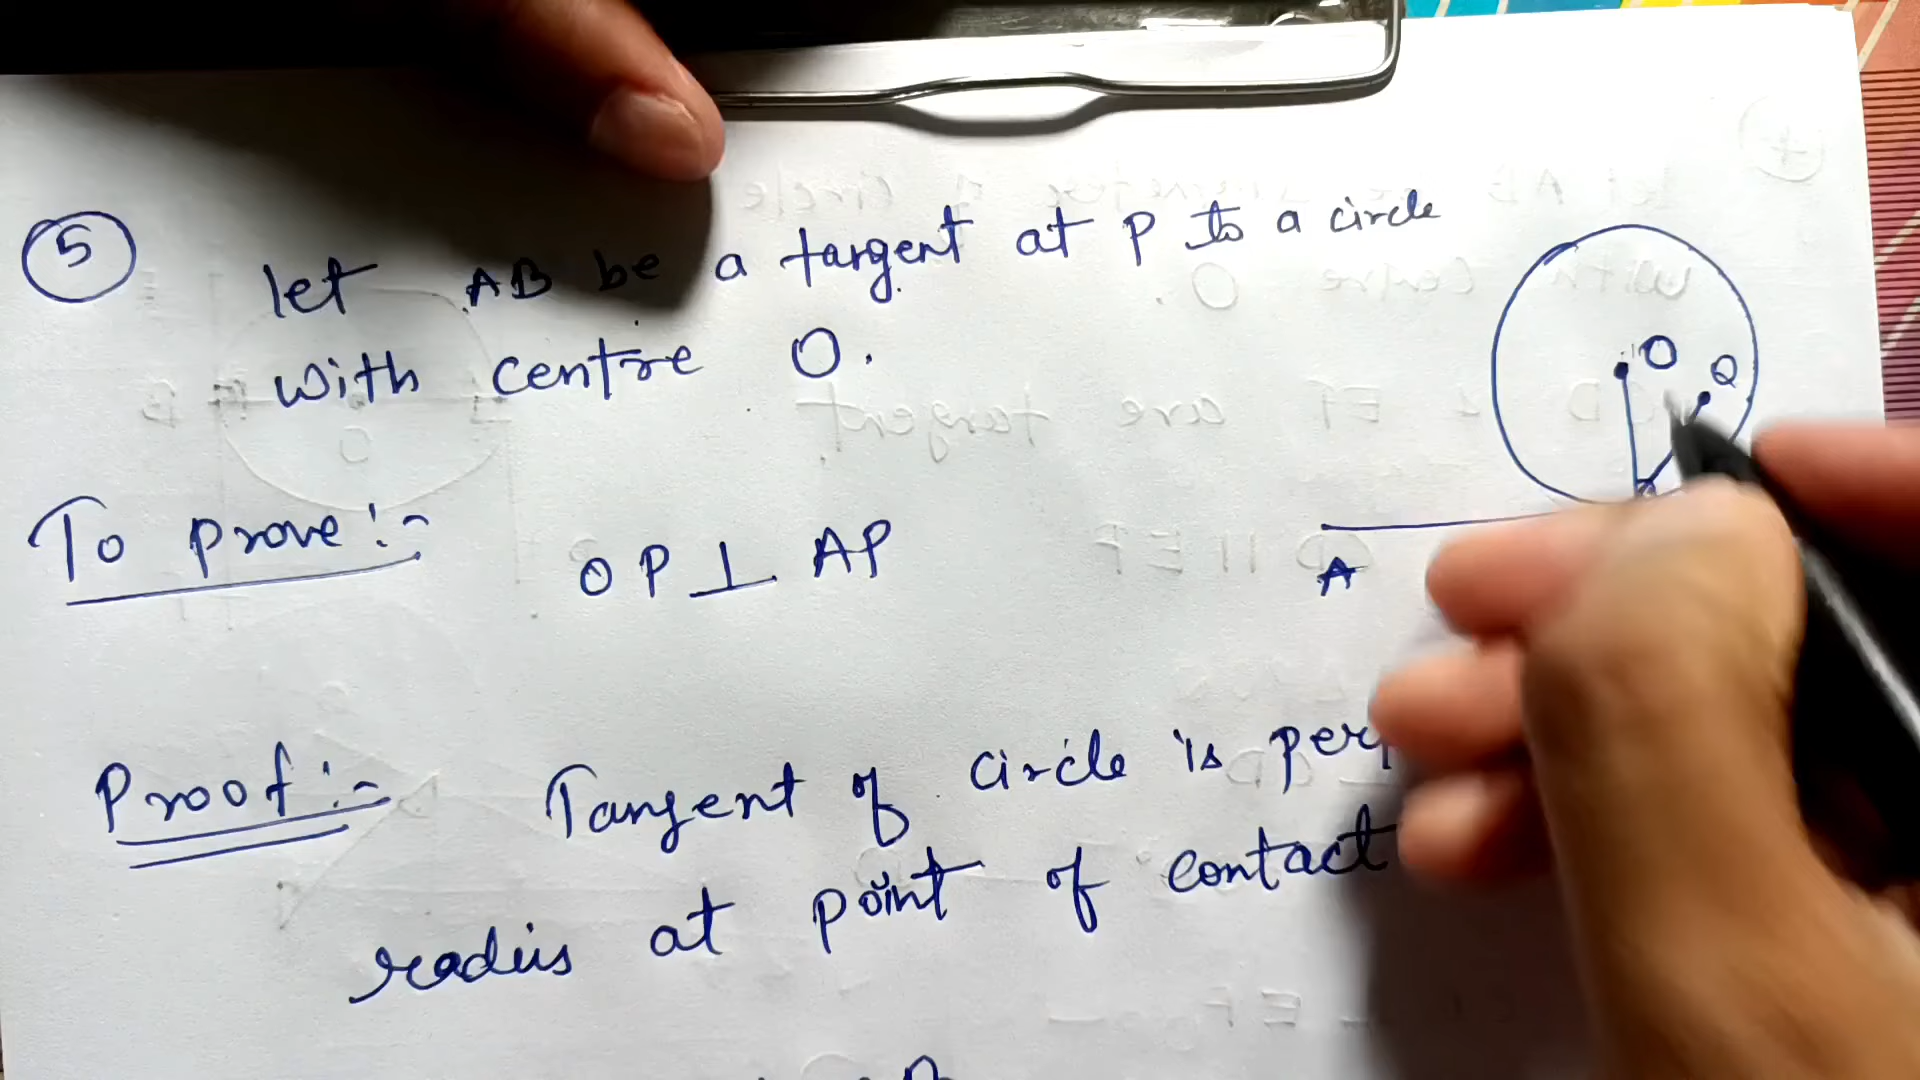 5
let AB be a tangent at P to a circle
with centre O.
O
Q
To prove :-
OP ⊥ AP
A
Proof :-
Tangent of circle is
radius at point of contact